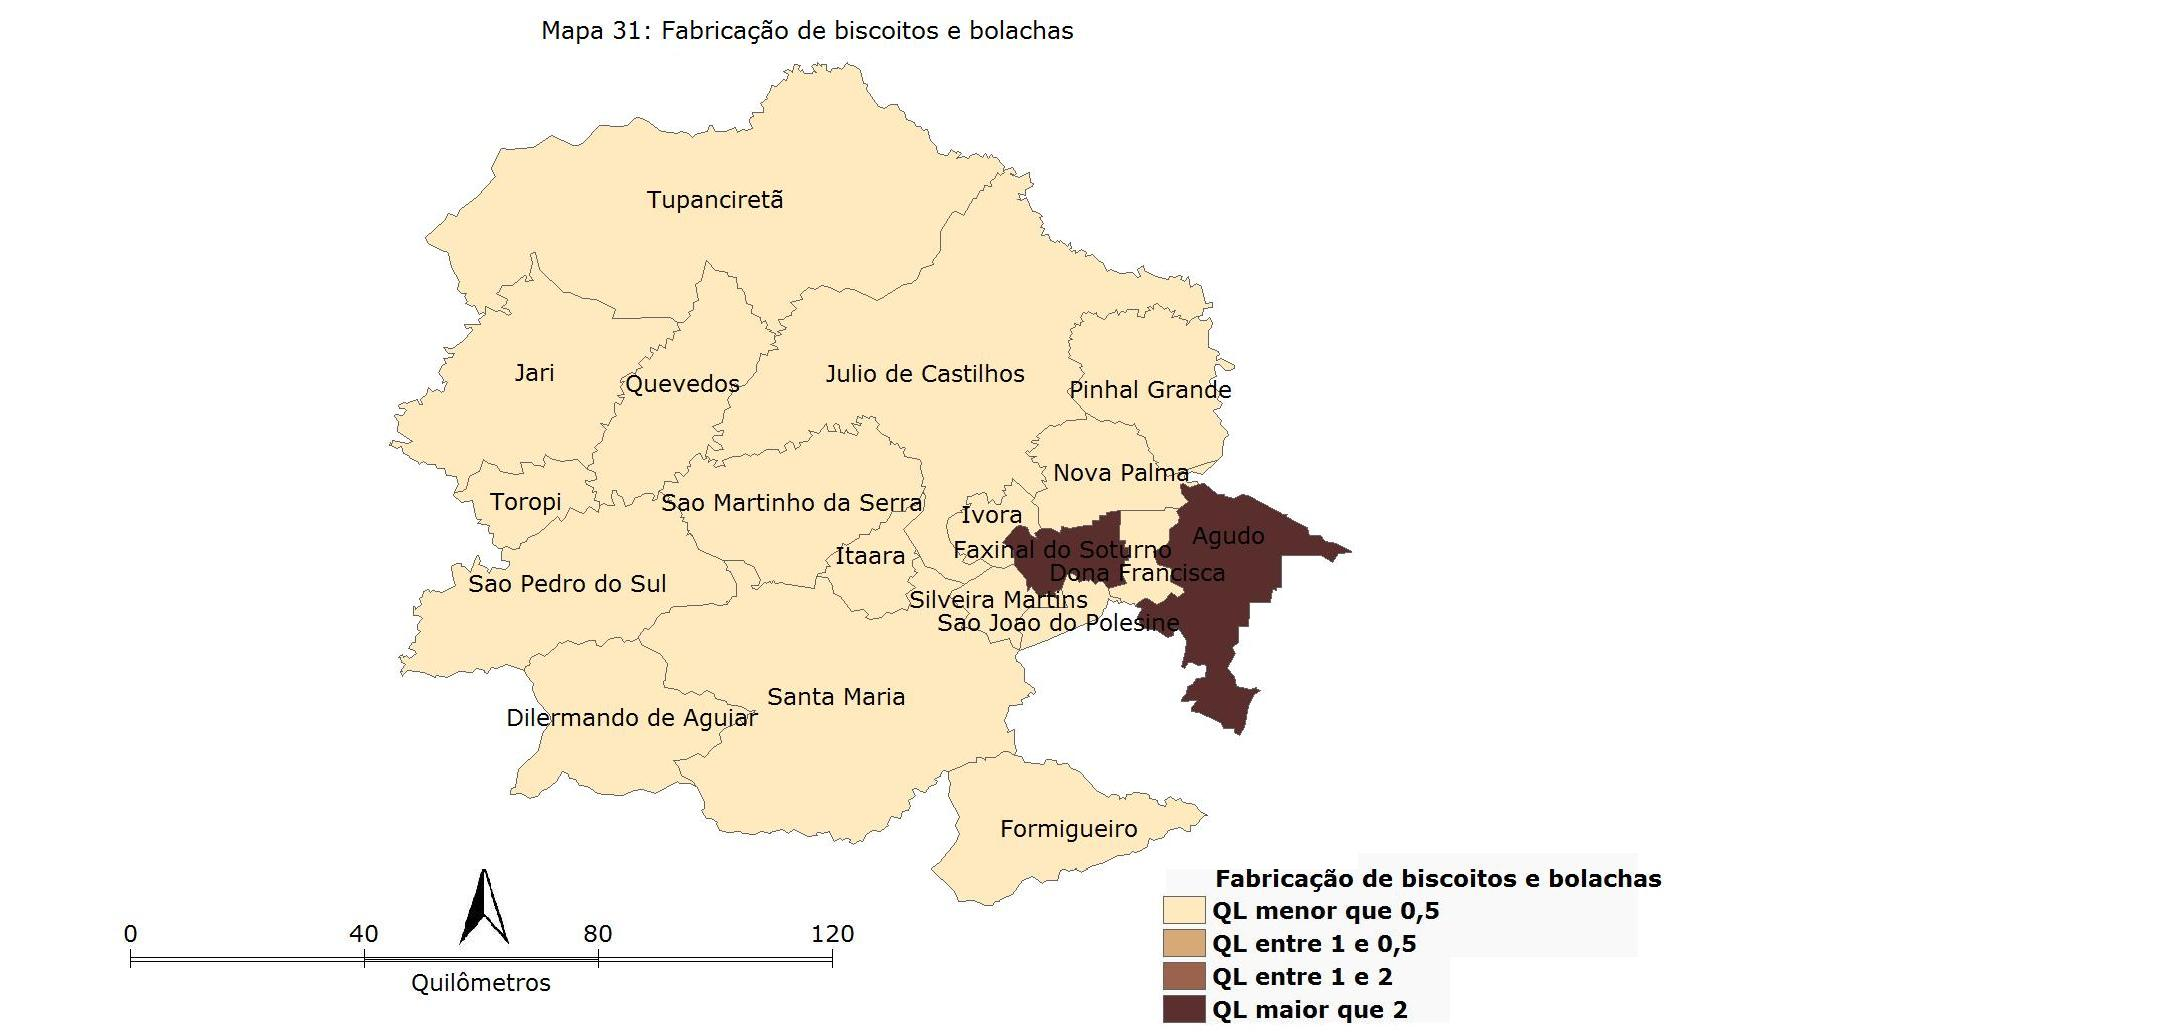 Mapa 31: Fabricação de biscoitos e bolachas
Tupanciretã
Jari
Quevedos
Julio de Castilhos
Pinhal Grande
Nova Palma
Toropi
Sao Martinho da Serra
Ivora
Agudo
Faxinal do Soturno
Itaara
Dona Francisca
Sao Pedro do Sul
Silveira Martins
Sao Joao do Polesine
Santa Maria
Dilermando de Aguiar
Formigueiro
Fabricação de biscoitos e bolachas
QL menor que 0,5
QL entre 1 e 0,5
QL entre 1 e 2
QL maior que 2
0 40 80 120
Quilômetros